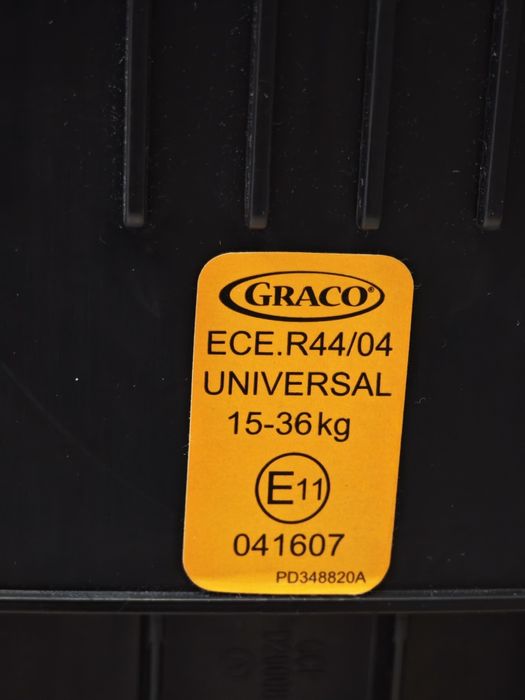 GRACO®
ECE.R44/04
UNIVERSAL
15-36kg
E11
041607
PD348820A